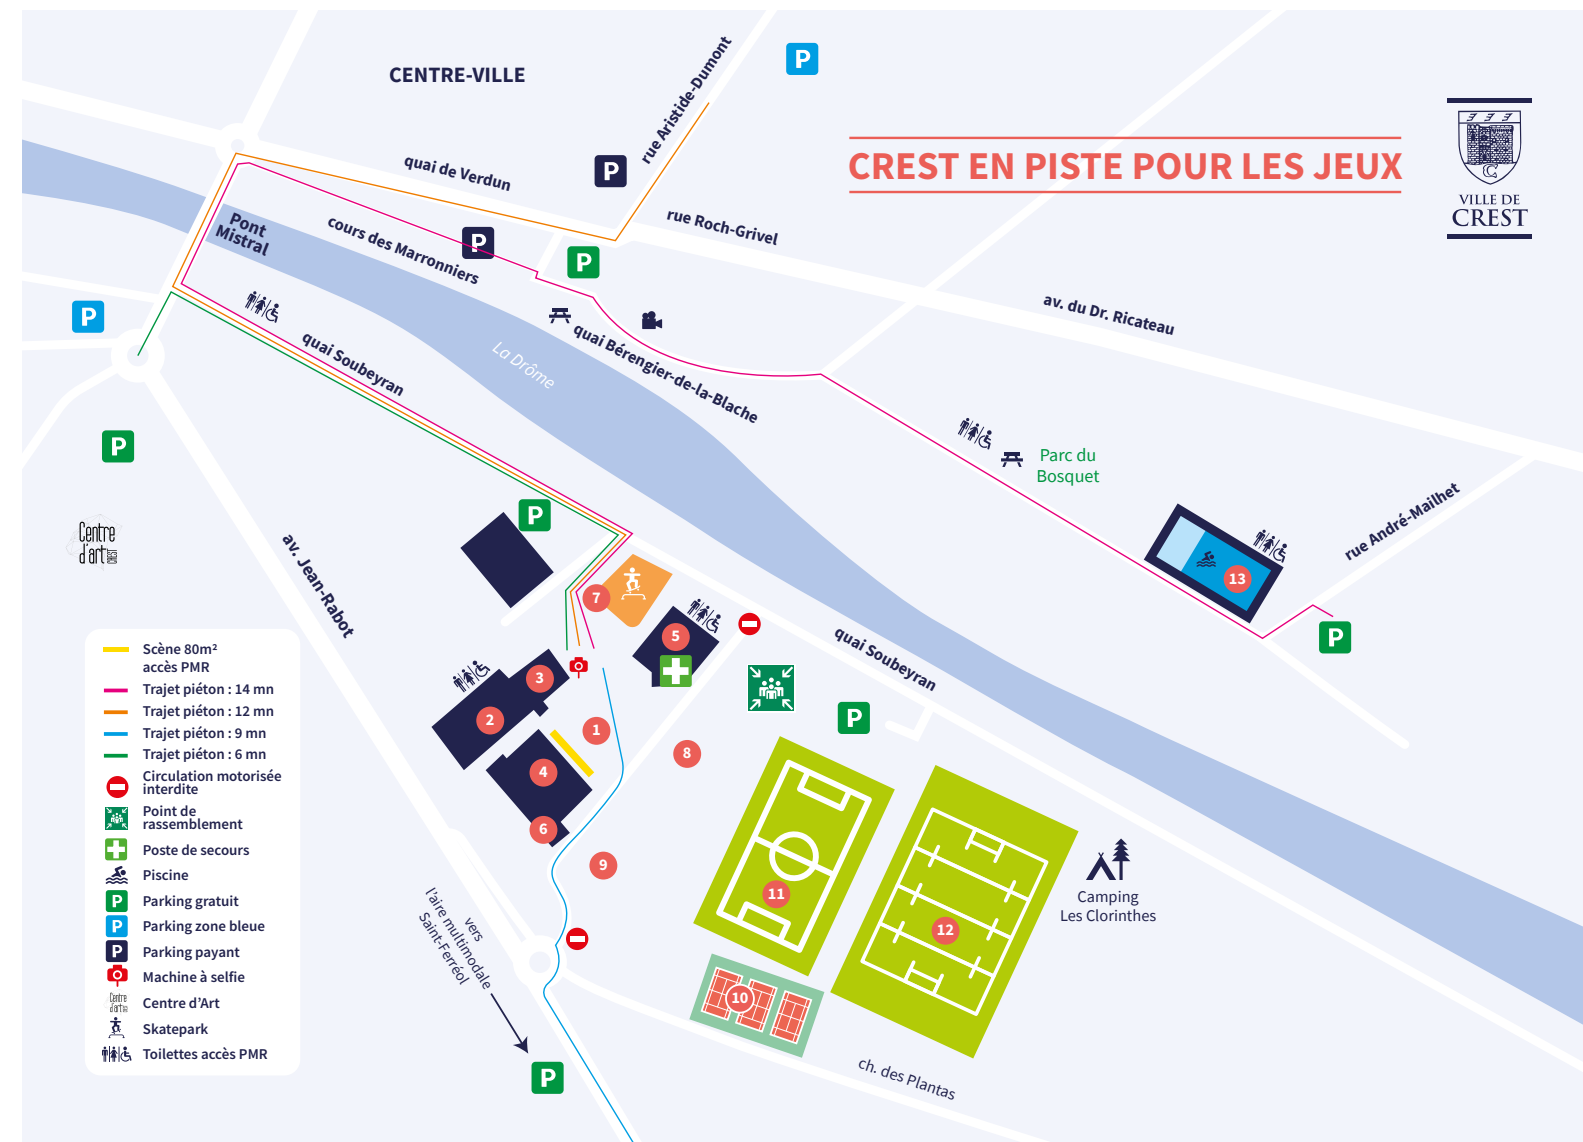 CENTRE-VILLE
rue Aristide-Dumont
P
CREST EN PISTE POUR LES JEUX
VILLE DE
CREST
P
quai de Verdun
rue Roch-Grivel
Pont
Mistral
cours des Marronniers
P
P
av. du Dr. Ricateau
P
quai Soubeyran
La Drôme
quai Bérengier-de-la-Blache
P
Parc du
Bosquet
Centre
d'art
CREST
av. Jean-Rabot
P
rue André-Mailhet
13
7
5
quai Soubeyran
P
3
2
1
P
8
4
6
9
11
12
10
Camping
Les Clorinthes
vers
l'aire multimodale
Saint-Ferréol
P
ch. des Plantas
Scène 80m²
accès PMR
Trajet piéton : 14 mn
Trajet piéton : 12 mn
Trajet piéton : 9 mn
Trajet piéton : 6 mn
Circulation motorisée
interdite
Point de
rassemblement
Poste de secours
Piscine
P Parking gratuit
P Parking zone bleue
P Parking payant
Machine à selfie
Centre d'Art
Skatepark
Toilettes accès PMR